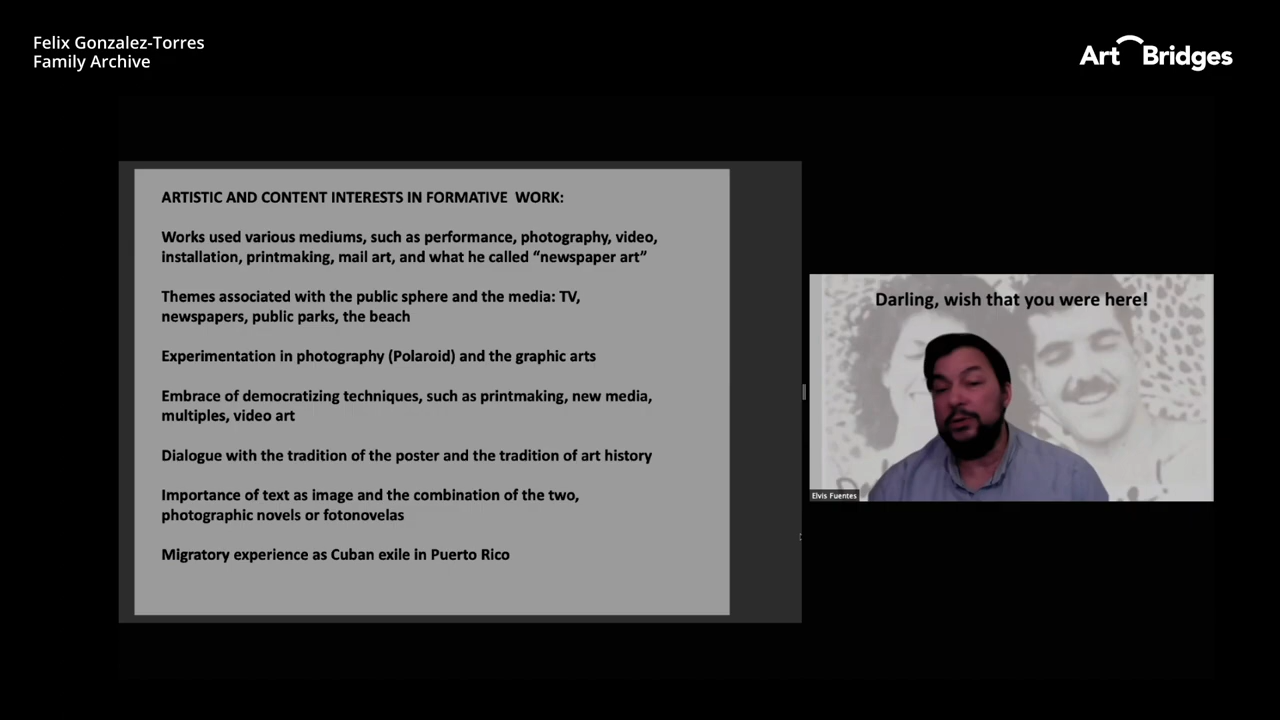 Felix Gonzalez-Torres
Family Archive
Art Bridges
ARTISTIC AND CONTENT INTERESTS IN FORMATIVE WORK:
Works used various mediums, such as performance, photography, video,
installation, printmaking, mail art, and what he called “newspaper art”
Themes associated with the public sphere and the media: TV,
newspapers, public parks, the beach
Experimentation in photography (Polaroid) and the graphic arts
Embrace of democratizing techniques, such as printmaking, new media,
multiples, video art
Dialogue with the tradition of the poster and the tradition of art history
Importance of text as image and the combination of the two,
photographic novels or fotonovelas
Migratory experience as Cuban exile in Puerto Rico
Darling, wish that you were here!
Elvis Fuentes